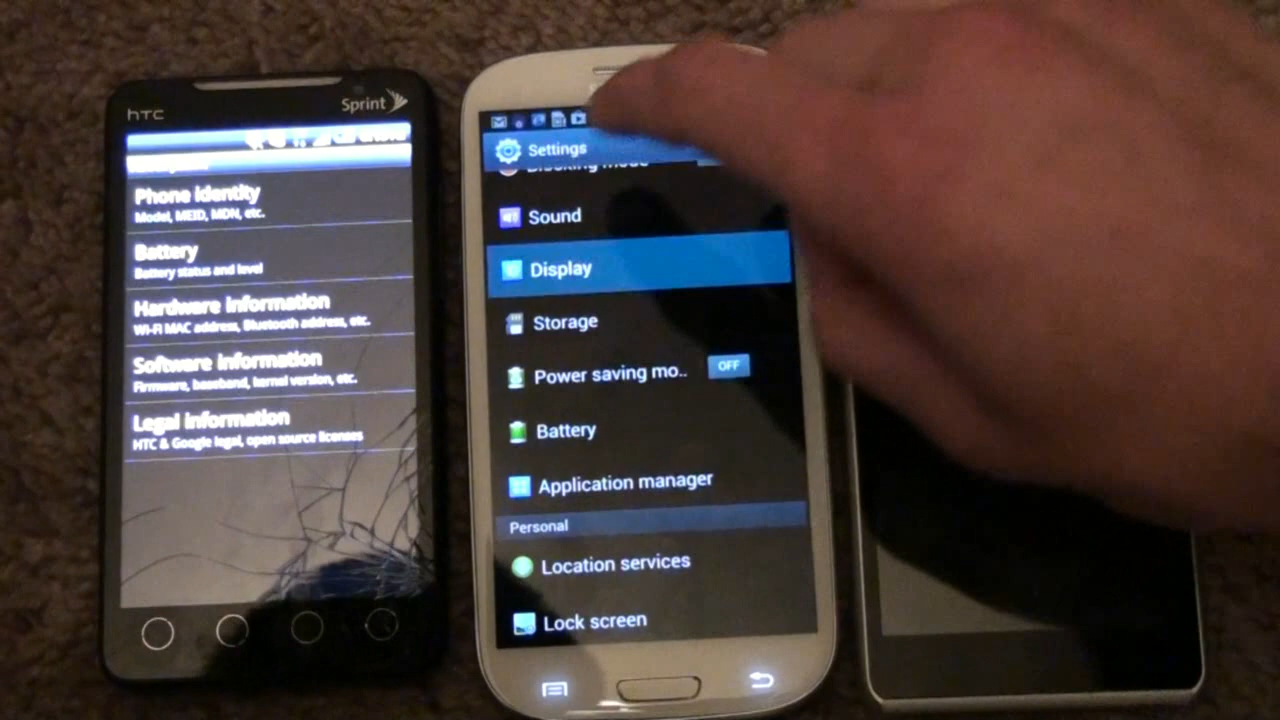 hTC
Sprint
Phone identity
Model, MEID, MDN, etc.
Battery
Battery status and level
Hardware information
Wi-Fi MAC address, Bluetooth address, etc.
Software information
Firmware, baseband, kernel version, etc.
Legal information
HTC & Google legal, open source licenses
Settings
Blocking mode
Sound
Display
Storage
Power saving mo..
OFF
Battery
Application manager
Personal
Location services
Lock screen